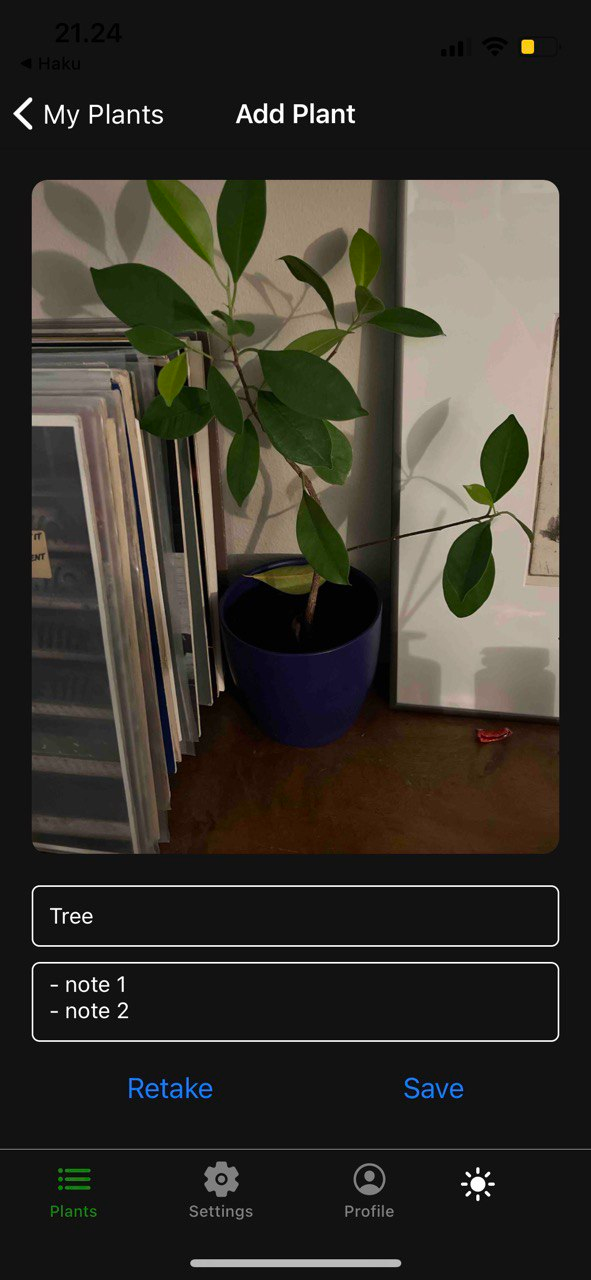 21.24
◀ Haku
My Plants
Add Plant
IT
ENT
Tree
- note 1
- note 2
Retake
Save
Plants
Settings
Profile